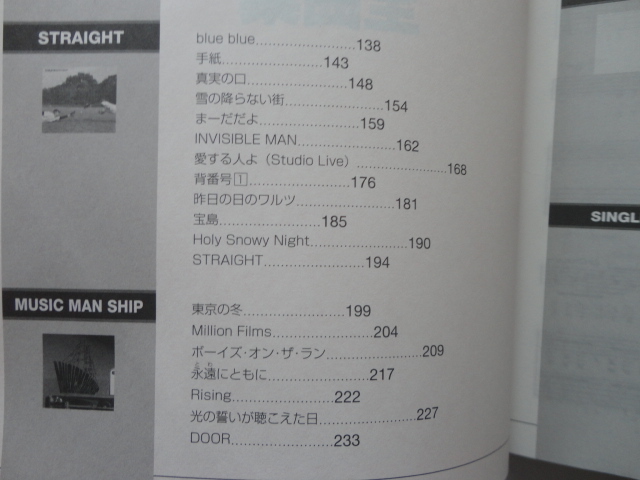 STRAIGHT
blue blue..........................138
手紙..........................143
真実の口..........................148
雪の降らない街..........................154
まーだだよ..........................159
INVISIBLE MAN..........................162
愛する人よ（Studio Live）..........................168
背番号1..........................176
昨日の日のワルツ..........................181
宝島..........................185
Holy Snowy Night..........................190
STRAIGHT..........................194
MUSIC MAN SHIP
東京の冬..........................199
Million Films..........................204
ボーイズ・オン・ザ・ラン..........................209
永遠にともに..........................217
Rising..........................222
光の誓いが聴こえた日..........................227
DOOR..........................233
SINGL